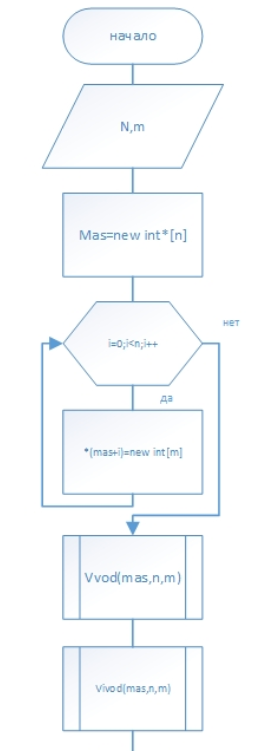 начало
N,m
Mas=new int*[n]
i=0;i<n;i++
нет
да
*(mas+i)=new int[m]
Vvod(mas,n,m)
Vivod(mas,n,m)